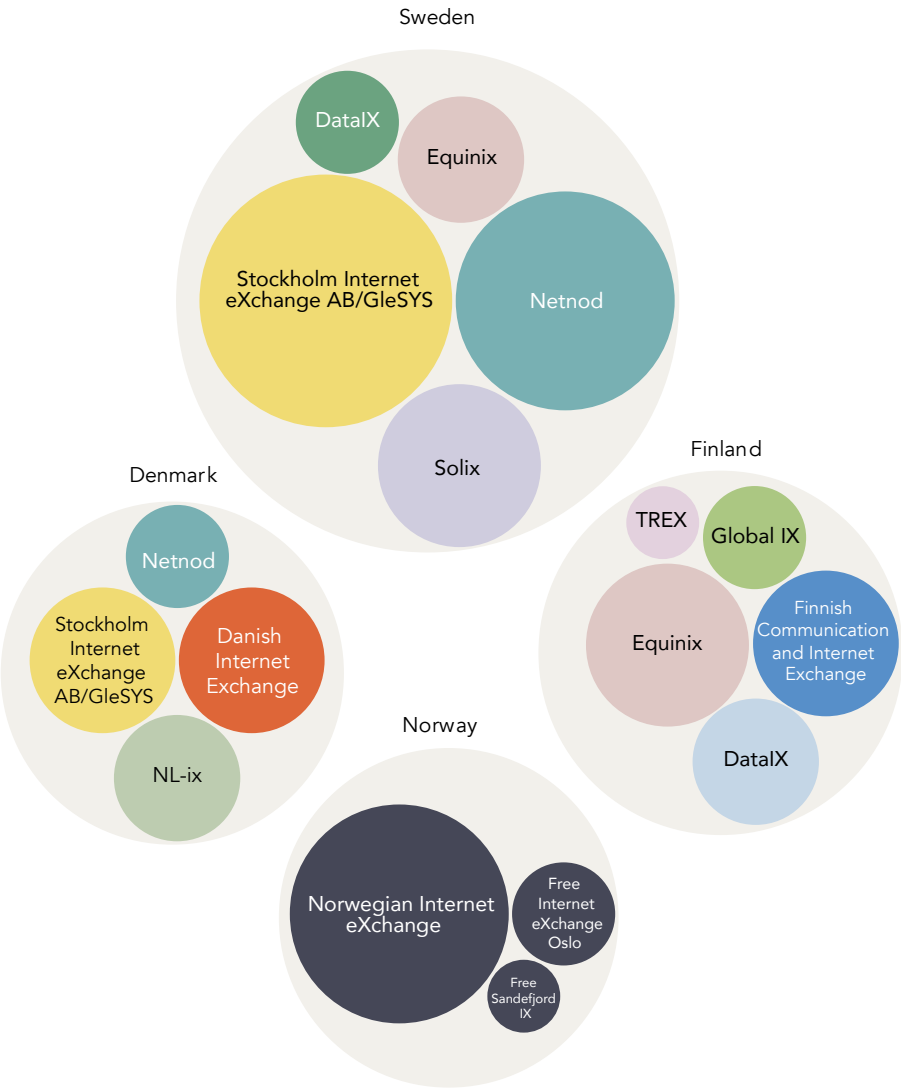 Sweden
DataIX
Equinix
Stockholm Internet
eXchange AB/GleSYS
Netnod
Solix
Denmark
Netnod
Stockholm
Internet
eXchange
AB/GleSYS
Danish
Internet
Exchange
NL-ix
Finland
TREX
Global IX
Equinix
Finnish
Communication
and Internet
Exchange
DataIX
Norway
Norwegian Internet
eXchange
Free
Internet
eXchange
Oslo
Free
Sandefjord
IX